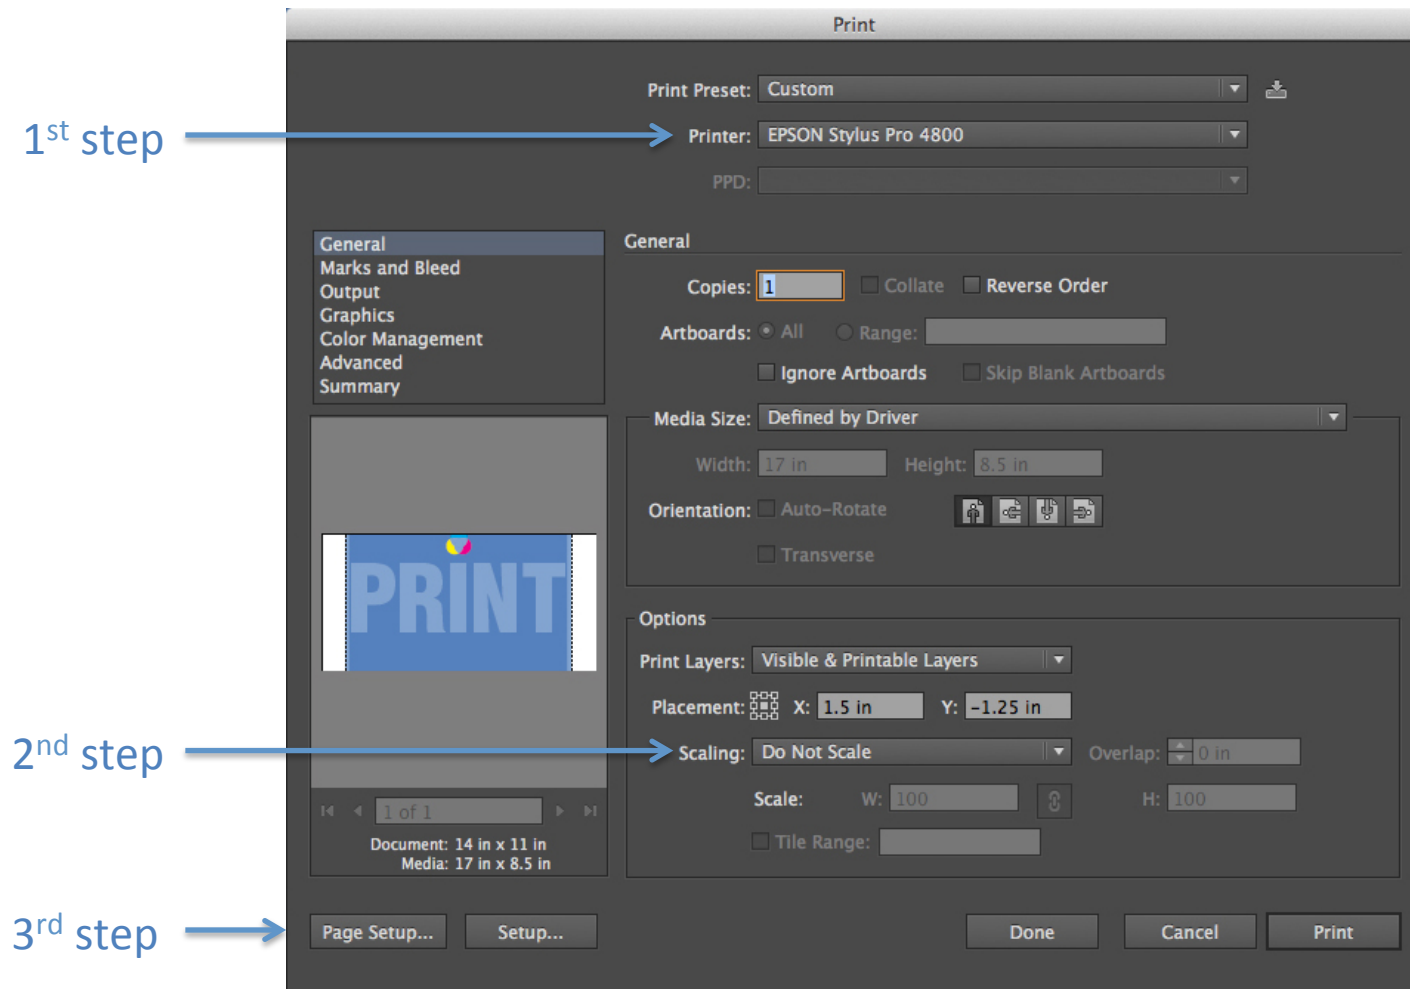 Print
Print Preset: Custom
1st step
Printer: EPSON Stylus Pro 4800
PPD:
General
Marks and Bleed
Output
Graphics
Color Management
Advanced
Summary
General
Copies: 1 Collate Reverse Order
Artboards: All Range:
Ignore Artboards Skip Blank Artboards
Media Size: Defined by Driver
Width: 17 in Height: 8.5 in
Orientation: Auto-Rotate
Transverse
PRINT
1 of 1
Document: 14 in x 11 in
Media: 17 in x 8.5 in
Options
Print Layers: Visible & Printable Layers
Placement: X: 1.5 in Y: -1.25 in
2nd step
Scaling: Do Not Scale Overlap: 0 in
Scale: W: 100 H: 100
Tile Range:
3rd step
Page Setup... Setup... Done Cancel Print